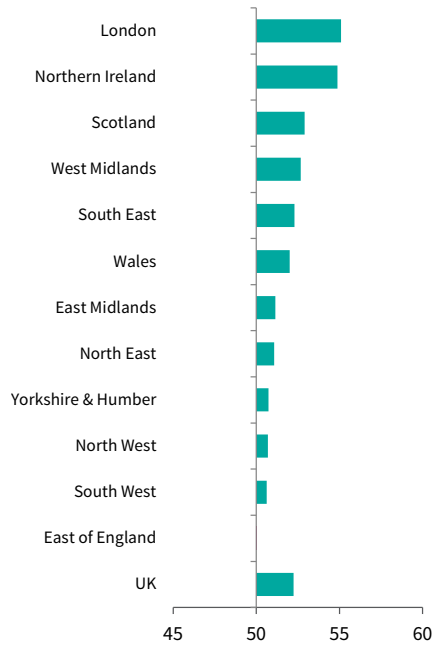 London
Northern Ireland
Scotland
West Midlands
South East
Wales
East Midlands
North East
Yorkshire & Humber
North West
South West
East of England
UK
45 50 55 60